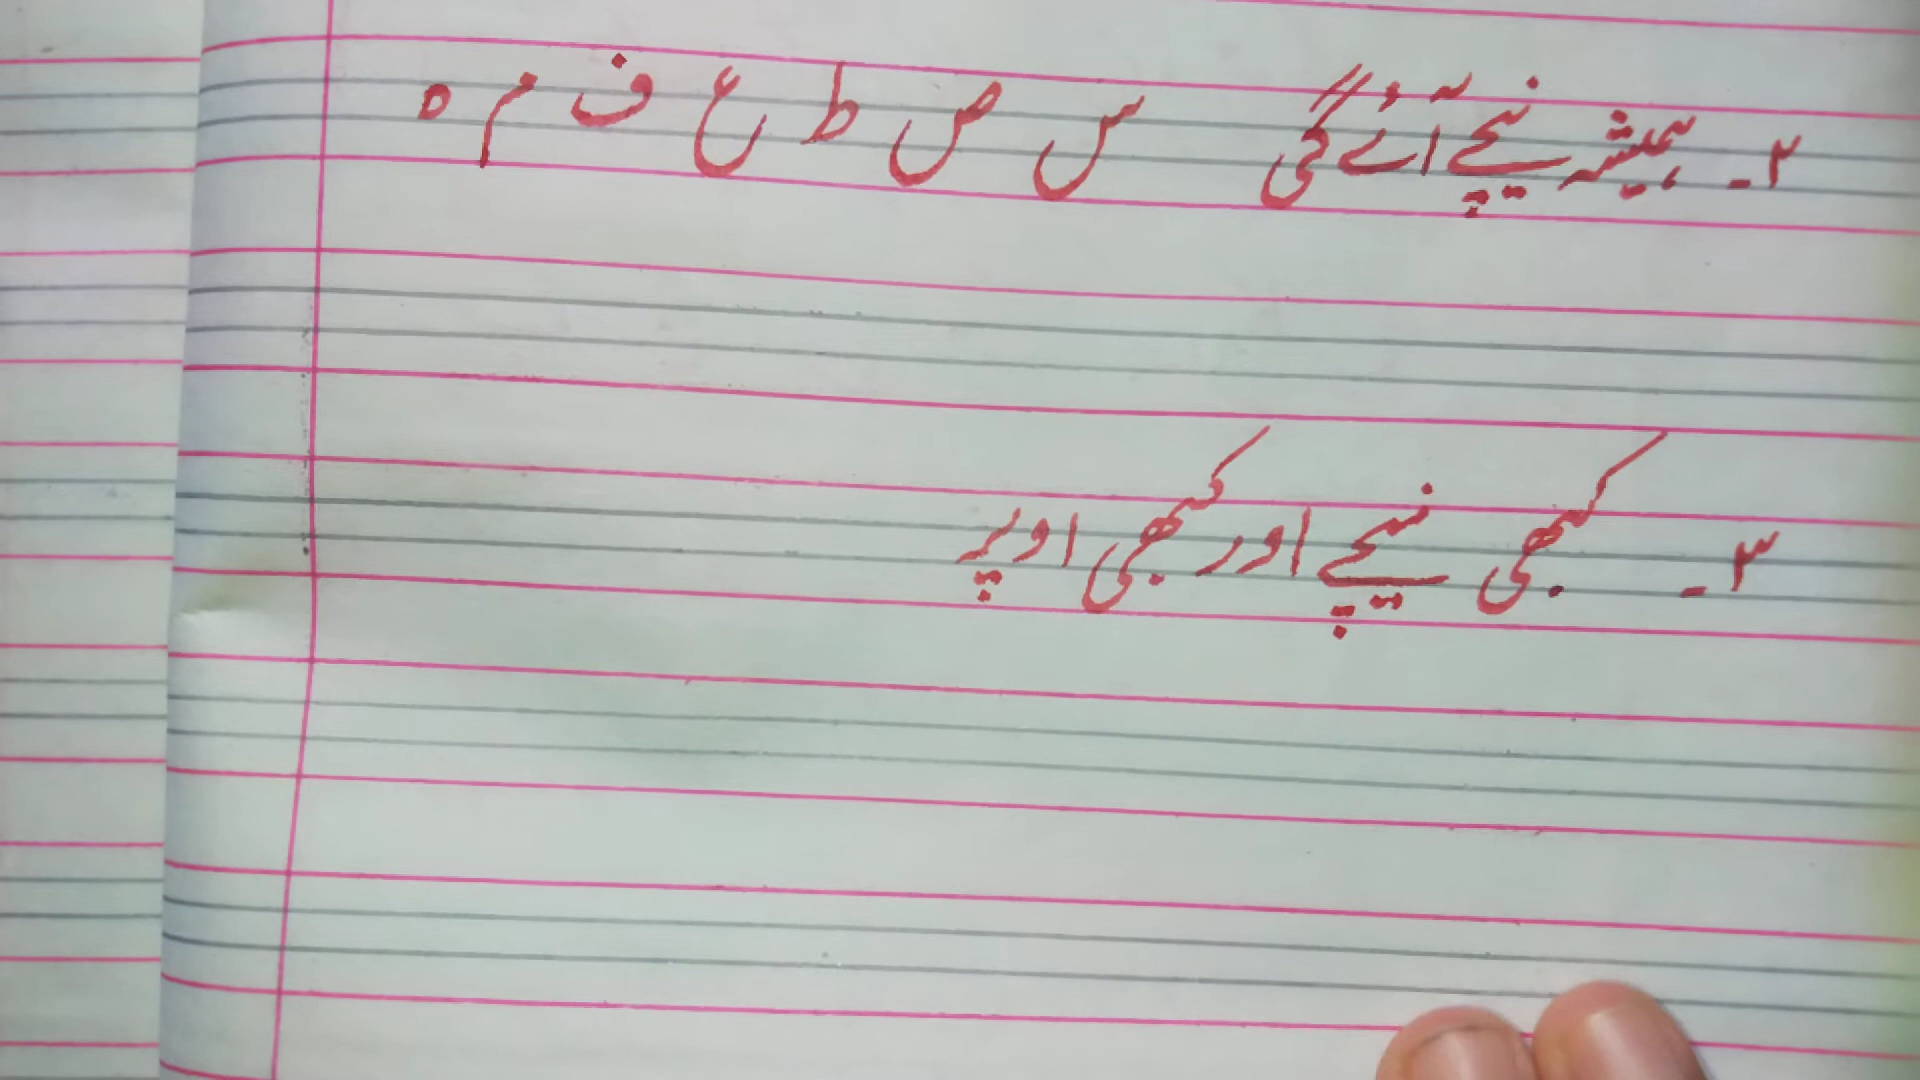 ۲۔ ہمیشہ نیچے آئے گی س ص ط ع ف م ہ
۳۔ کبھی نیچے اور کبھی اوپر